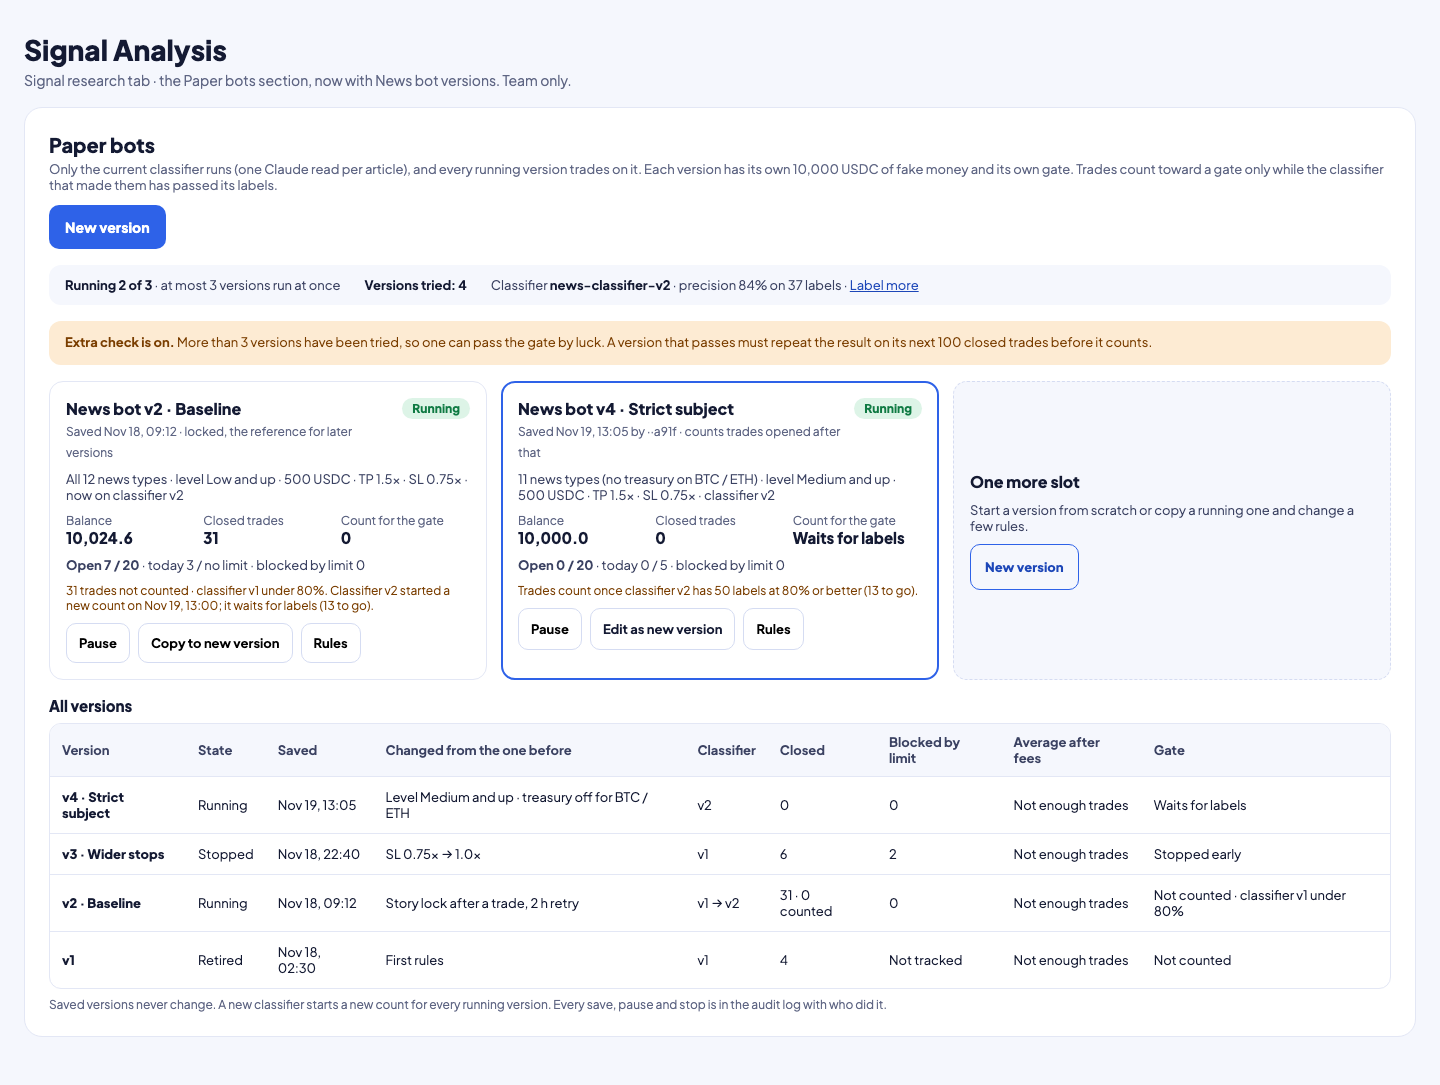 Signal Analysis
Signal research tab · the Paper bots section, now with News bot versions. Team only.
Paper bots
Only the current classifier runs (one Claude read per article), and every running version trades on it. Each version has its own 10,000 USDC of fake money and its own gate. Trades count toward a gate only while the classifier
that made them has passed its labels.
New version
Running 2 of 3 · at most 3 versions run at once Versions tried: 4 Classifier news-classifier-v2 · precision 84% on 37 labels · Label more
Extra check is on. More than 3 versions have been tried, so one can pass the gate by luck. A version that passes must repeat the result on its next 100 closed trades before it counts.
News bot v2 · Baseline
Running
Saved Nov 18, 09:12 · locked, the reference for later
versions
All 12 news types · level Low and up · 500 USDC · TP 1.5× · SL 0.75× ·
now on classifier v2
Balance Closed trades Count for the gate
10,024.6 31 0
Open 7 / 20 · today 3 / no limit · blocked by limit 0
31 trades not counted · classifier v1 under 80%. Classifier v2 started a
new count on Nov 19, 13:00; it waits for labels (13 to go).
Pause Copy to new version Rules
News bot v4 · Strict subject
Running
Saved Nov 19, 13:05 by ··a91f · counts trades opened after
that
11 news types (no treasury on BTC / ETH) · level Medium and up ·
500 USDC · TP 1.5× · SL 0.75× · classifier v2
Balance Closed trades Count for the gate
10,000.0 0 Waits for labels
Open 0 / 20 · today 0 / 5 · blocked by limit 0
Trades count once classifier v2 has 50 labels at 80% or better (13 to go).
Pause Edit as new version Rules
One more slot
Start a version from scratch or copy a running one and change a
few rules.
New version
All versions
Version State Saved Changed from the one before Classifier Closed Blocked by limit Average after fees Gate
v4 · Strict subject Running Nov 19, 13:05 Level Medium and up · treasury off for BTC / ETH v2 0 0 Not enough trades Waits for labels
v3 · Wider stops Stopped Nov 18, 22:40 SL 0.75× → 1.0× v1 6 2 Not enough trades Stopped early
v2 · Baseline Running Nov 18, 09:12 Story lock after a trade, 2 h retry v1 → v2 31 · 0 counted 0 Not enough trades Not counted · classifier v1 under 80%
v1 Retired Nov 18, 02:30 First rules v1 4 Not tracked Not enough trades Not counted
Saved versions never change. A new classifier starts a new count for every running version. Every save, pause and stop is in the audit log with who did it.